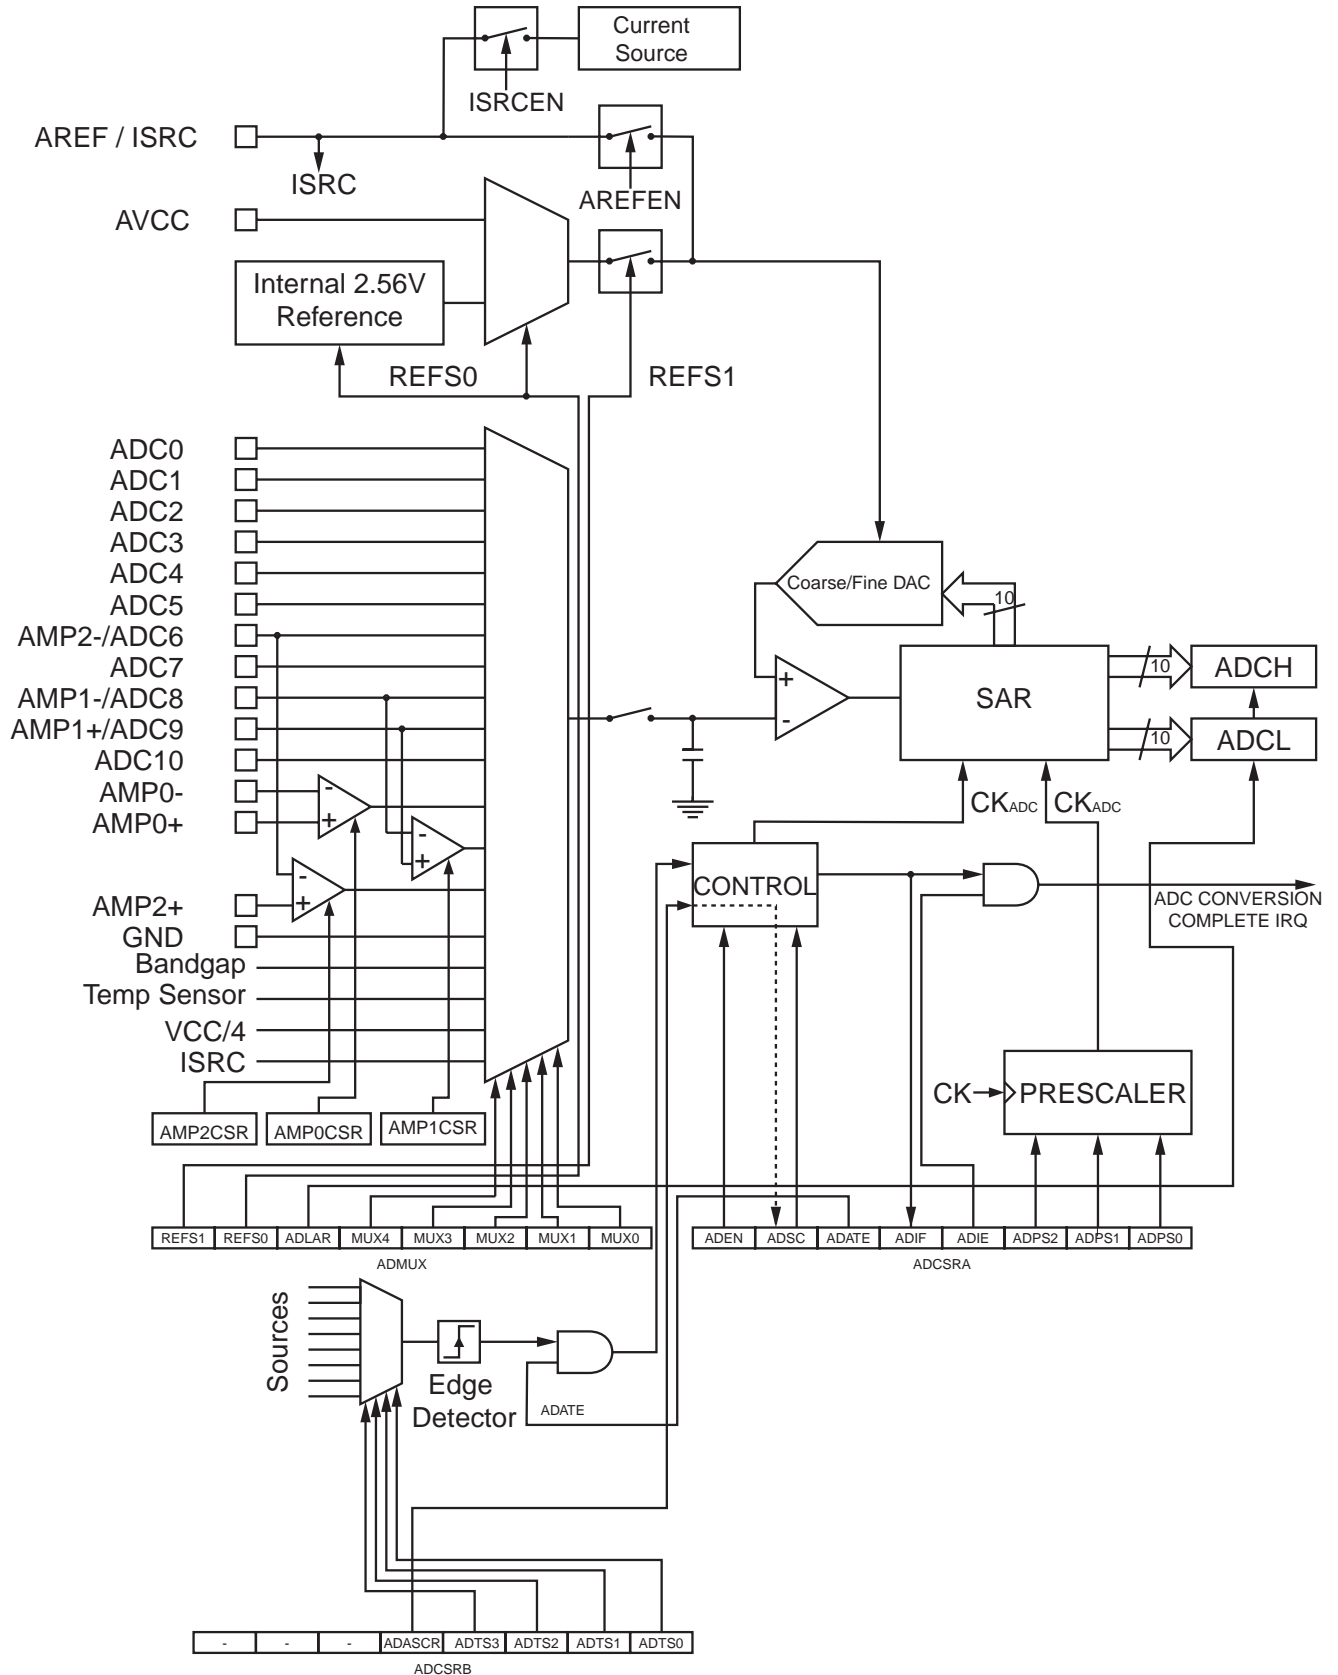 Current
Source
ISRCEN
AREF / ISRC
ISRC
AREFEN
AVCC
Internal 2.56V
Reference
REFS0
REFS1
ADC0
ADC1
ADC2
ADC3
ADC4
ADC5
AMP2-/ADC6
ADC7
AMP1-/ADC8
AMP1+/ADC9
ADC10
AMP0-
AMP0+
AMP2+
GND
Bandgap
Temp Sensor
VCC/4
ISRC
-
+
-
+
-
+
Coarse/Fine DAC
10
+
-
SAR
10
ADCH
10
ADCL
CKADC
CKADC
CONTROL
ADC CONVERSION
COMPLETE IRQ
CK
PRESCALER
AMP2CSR
AMP0CSR
AMP1CSR
REFS1 REFS0 ADLAR MUX4 MUX3 MUX2 MUX1 MUX0
ADMUX
ADEN ADSC ADATE ADIF ADIE ADPS2 ADPS1 ADPS0
ADCSRA
Sources
Edge
Detector
ADATE
- - - ADASCR ADTS3 ADTS2 ADTS1 ADTS0
ADCSRB